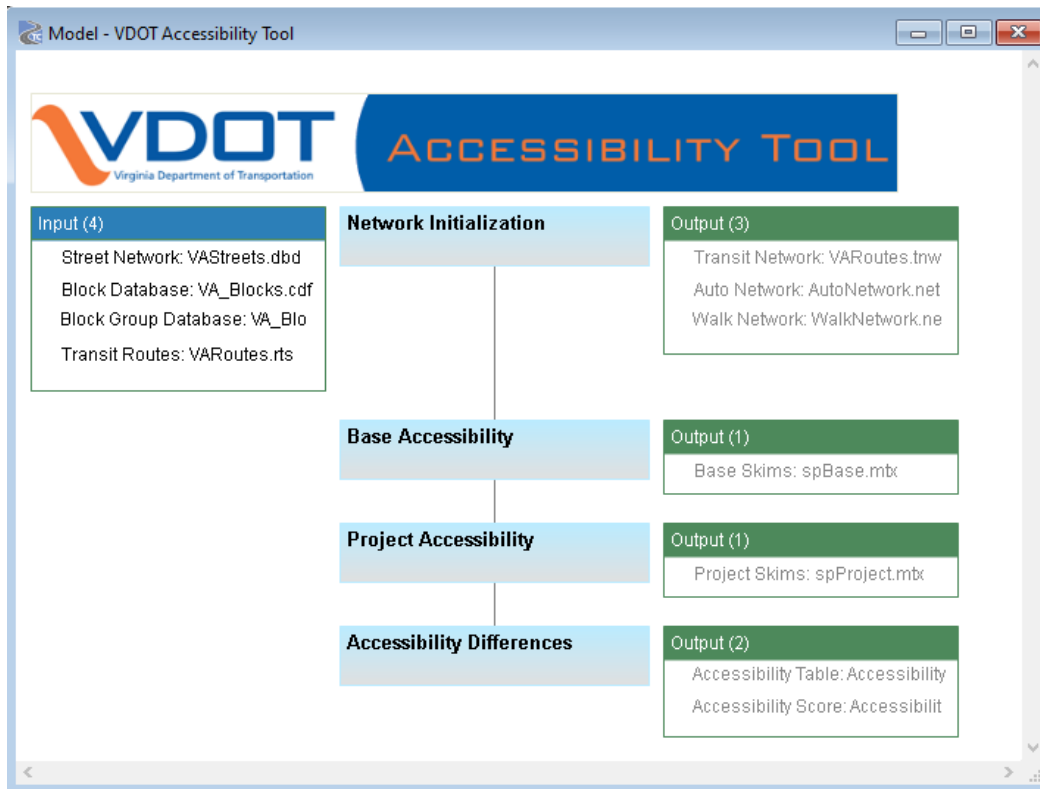 Model - VDOT Accessibility Tool
VDOT
Virginia Department of Transportation
ACCESSIBILITY TOOL
Input (4)
Street Network: VAStreets.dbd
Block Database: VA_Blocks.cdf
Block Group Database: VA_Blo
Transit Routes: VARoutes.rts
Network Initialization
Output (3)
Transit Network: VARoutes.tnw
Auto Network: AutoNetwork.net
Walk Network: WalkNetwork.ne
Base Accessibility
Output (1)
Base Skims: spBase.mtx
Project Accessibility
Output (1)
Project Skims: spProject.mtx
Accessibility Differences
Output (2)
Accessibility Table: Accessibility
Accessibility Score: Accessibilit